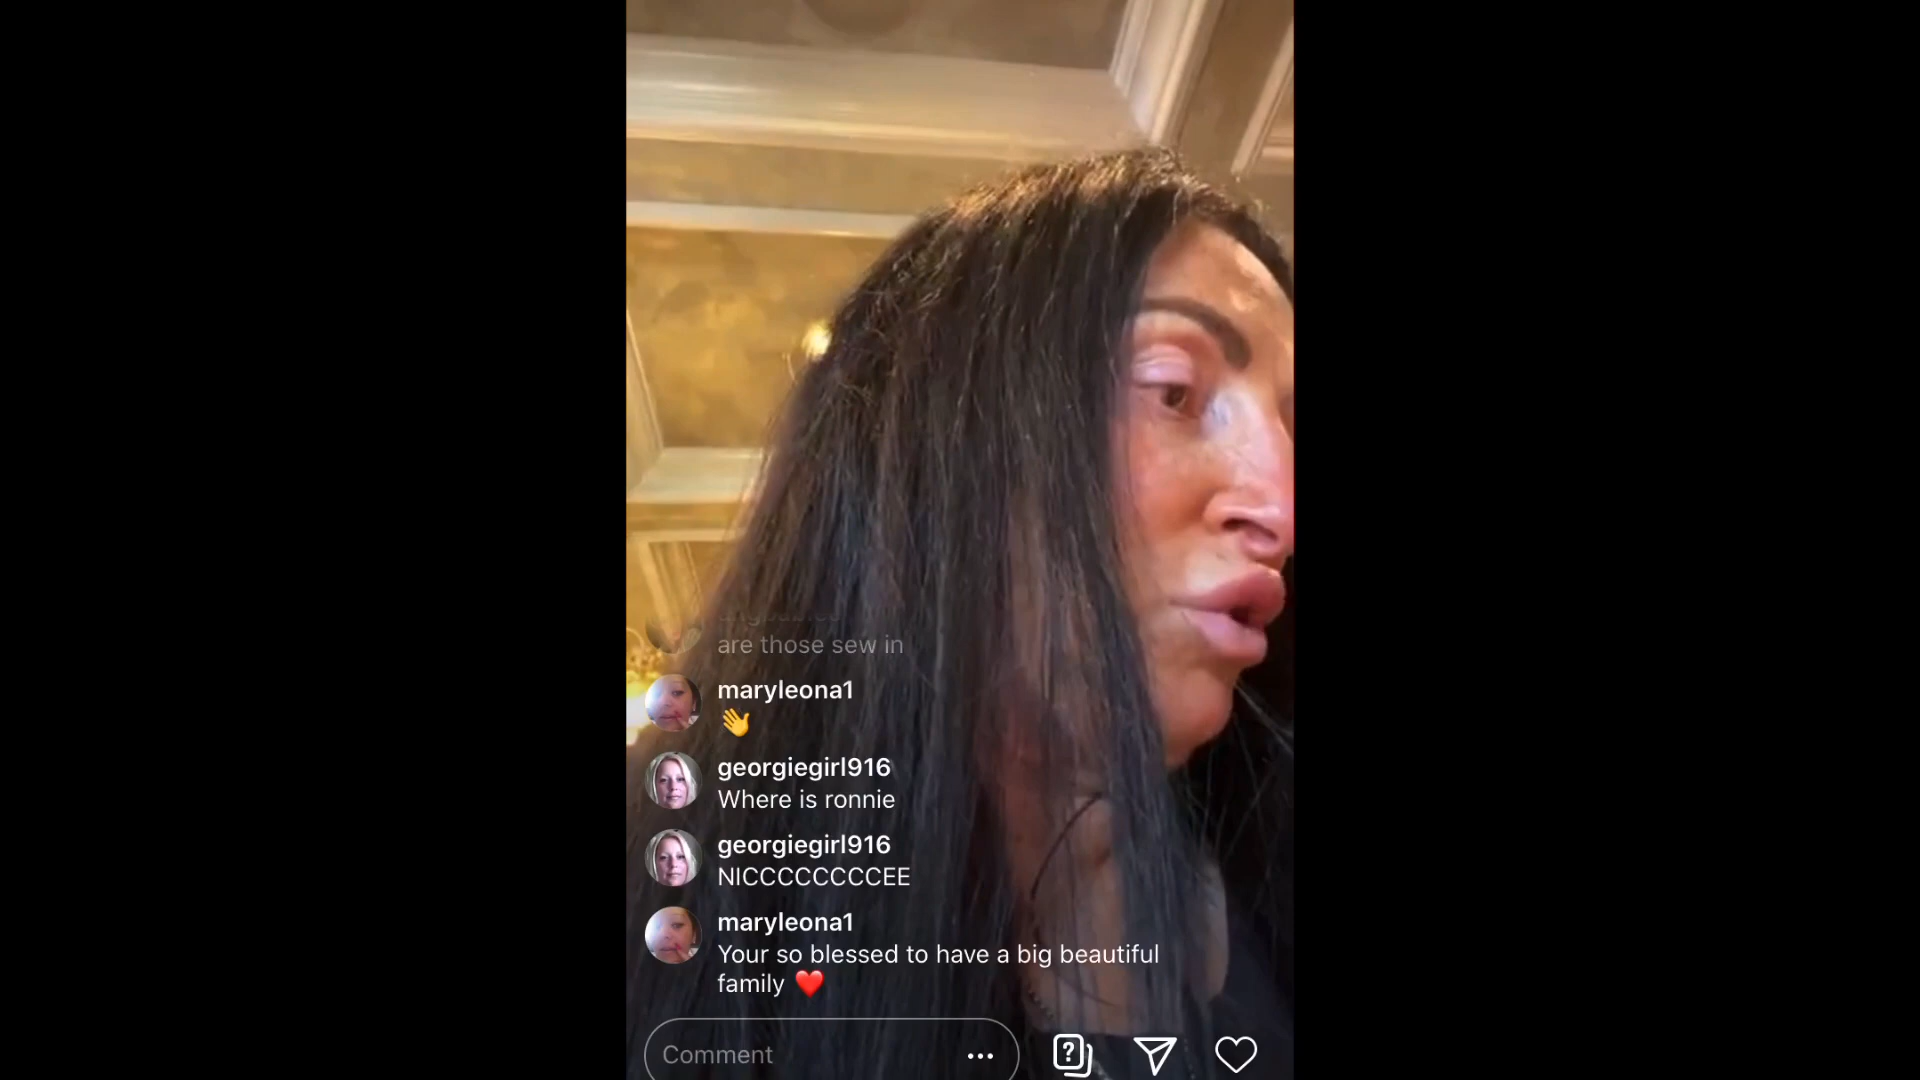 are those sew in
maryleona1
👋
georgiegirl916
Where is ronnie
georgiegirl916
NICCCCCCCCEE
maryleona1
Your so blessed to have a big beautiful
family ❤️
Comment